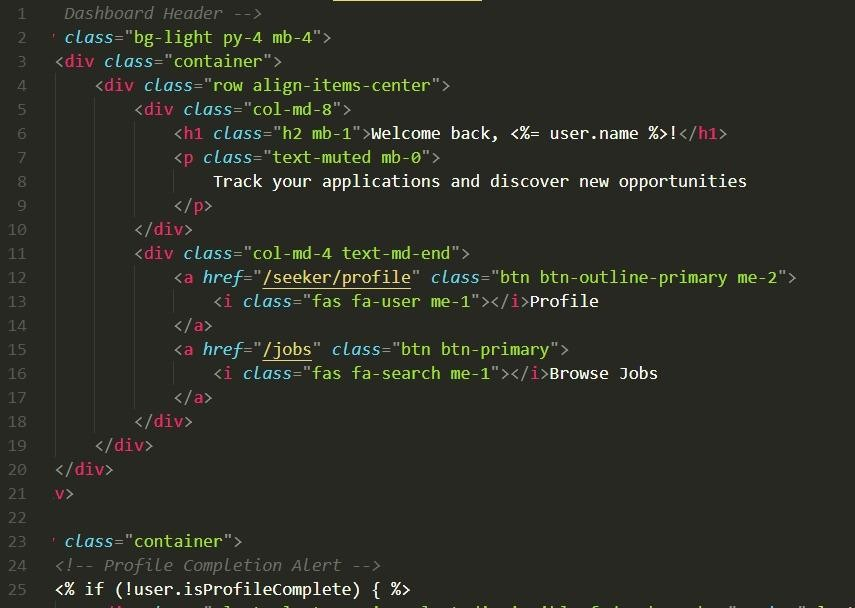 1 Dashboard Header -->
2 class="bg-light py-4 mb-4">
3 <div class="container">
4 <div class="row align-items-center">
5 <div class="col-md-8">
6 <h1 class="h2 mb-1">Welcome back, <%= user.name %>!</h1>
7 <p class="text-muted mb-0">
8 Track your applications and discover new opportunities
9 </p>
10 </div>
11 <div class="col-md-4 text-md-end">
12 <a href="/seeker/profile" class="btn btn-outline-primary me-2">
13 <i class="fas fa-user me-1"></i>Profile
14 </a>
15 <a href="/jobs" class="btn btn-primary">
16 <i class="fas fa-search me-1"></i>Browse Jobs
17 </a>
18 </div>
19 </div>
20 </div>
21 v>
22
23 class="container">
24 <!-- Profile Completion Alert -->
25 <% if (!user.isProfileComplete) { %>